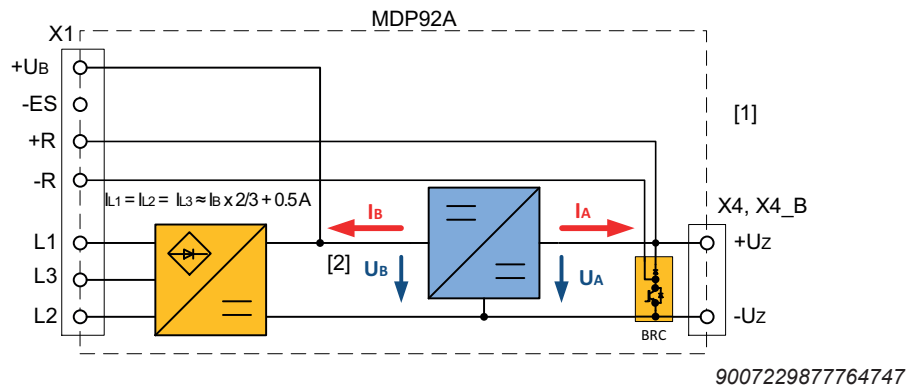 MDP92A
X1
+UB
-ES
[1]
+R
-R
IL1 = IL2 = IL3 ≈ IB x 2/3 + 0.5A
X4, X4_B
IB
IA
L1
+UZ
[2]
UB
UA
L3
L2
-UZ
BRC
9007229877764747